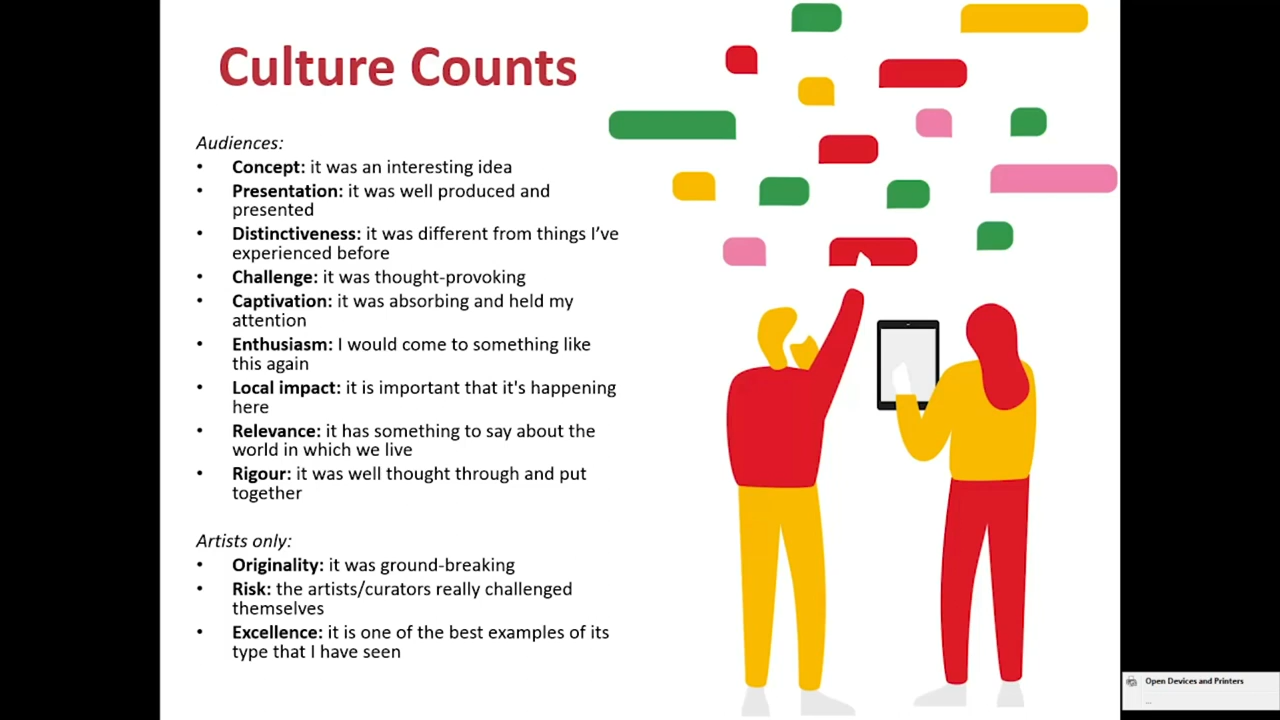 Culture Counts
Audiences:
• Concept: it was an interesting idea
• Presentation: it was well produced and
presented
• Distinctiveness: it was different from things I’ve
experienced before
• Challenge: it was thought-provoking
• Captivation: it was absorbing and held my
attention
• Enthusiasm: I would come to something like
this again
• Local impact: it is important that it's happening
here
• Relevance: it has something to say about the
world in which we live
• Rigour: it was well thought through and put
together
Artists only:
• Originality: it was ground-breaking
• Risk: the artists/curators really challenged
themselves
• Excellence: it is one of the best examples of its
type that I have seen
Open Devices and Printers
...